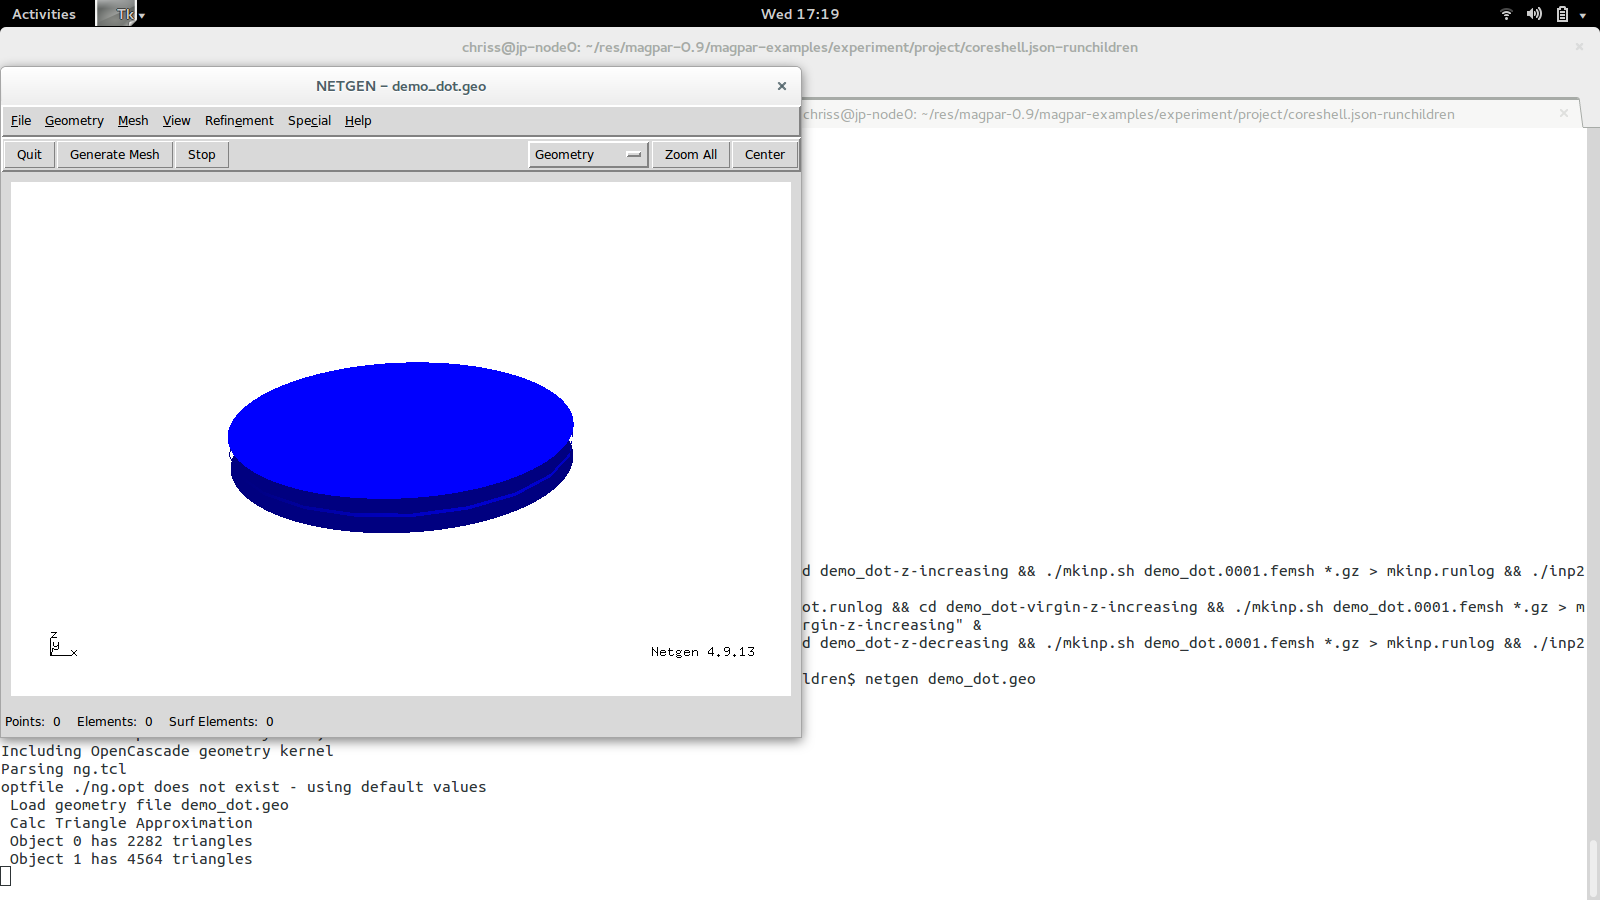 Activities
Tk
Wed 17:19
chriss@jp-node0: ~/res/magpar-0.9/magpar-examples/experiment/project/coreshell.json-runchildren
NETGEN – demo_dot.geo
chriss@jp-node0: ~/res/magpar-0.9/magpar-examples/experiment/project/coreshell.json-runchildren
File Geometry Mesh View Refinement Special Help
Quit Generate Mesh Stop Geometry Zoom All Center
z
y
x
Netgen 4.9.13
Points: 0 Elements: 0 Surf Elements: 0
d demo_dot-z-increasing && ./mkinp.sh demo_dot.0001.femsh *.gz > mkinp.runlog && ./inp2
ot.runlog && cd demo_dot-virgin-z-increasing && ./mkinp.sh demo_dot.0001.femsh *.gz > m
rgin-z-increasing" &
d demo_dot-z-decreasing && ./mkinp.sh demo_dot.0001.femsh *.gz > mkinp.runlog && ./inp2
ldren$ netgen demo_dot.geo
Including OpenCascade geometry kernel
Parsing ng.tcl
optfile ./ng.opt does not exist - using default values
Load geometry file demo_dot.geo
Calc Triangle Approximation
Object 0 has 2282 triangles
Object 1 has 4564 triangles